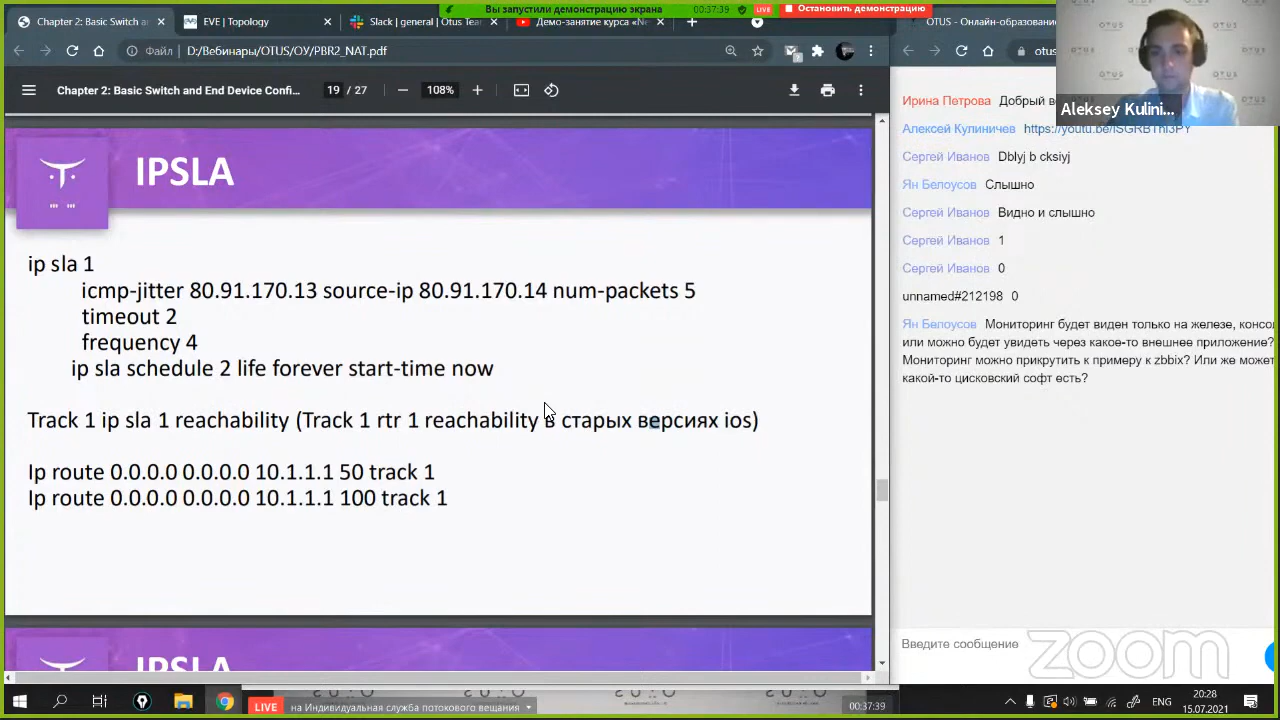 Chapter 2: Basic Switch and End D
EVE | Topology
Slack | general | Otus Tea
Вы запустили демонстрацию экрана
Демо-занятие курса «Ne
00:37:39
LIVE
Остановить демонстрацию
OTUS - Онлайн-образование
Файл
D:/Вебинары/OTUS/ОУ/PBR2_NAT.pdf
otus
Chapter 2: Basic Switch and End Device Confi...
19 / 27
108%
IPSLA
ip sla 1
icmp-jitter 80.91.170.13 source-ip 80.91.170.14 num-packets 5
timeout 2
frequency 4
ip sla schedule 2 life forever start-time now
Track 1 ip sla 1 reachability (Track 1 rtr 1 reachability в старых версиях ios)
Ip route 0.0.0.0 0.0.0.0 10.1.1.1 50 track 1
Ip route 0.0.0.0 0.0.0.0 10.1.1.1 100 track 1
IPSLA
Aleksey Kulini...
Ирина Петрова Добрый
Алексей Кулиничев
Сергей Иванов Dblyj b cksiyj
Ян Белоусов Слышно
Сергей Иванов Видно и слышно
Сергей Иванов 1
Сергей Иванов 0
unnamed#212198 0
Ян Белоусов Мониторинг будет виден только на железе, консо
или можно будет увидеть через какое-то внешнее приложение?
Мониторинг можно прикрутить к примеру к zbbix? Или же может
какой-то цисковский софт есть?
Введите сообщение
zoom
LIVE
на Индивидуальная служба потокового вещания
00:37:39
ENG
20:28
15.07.2021